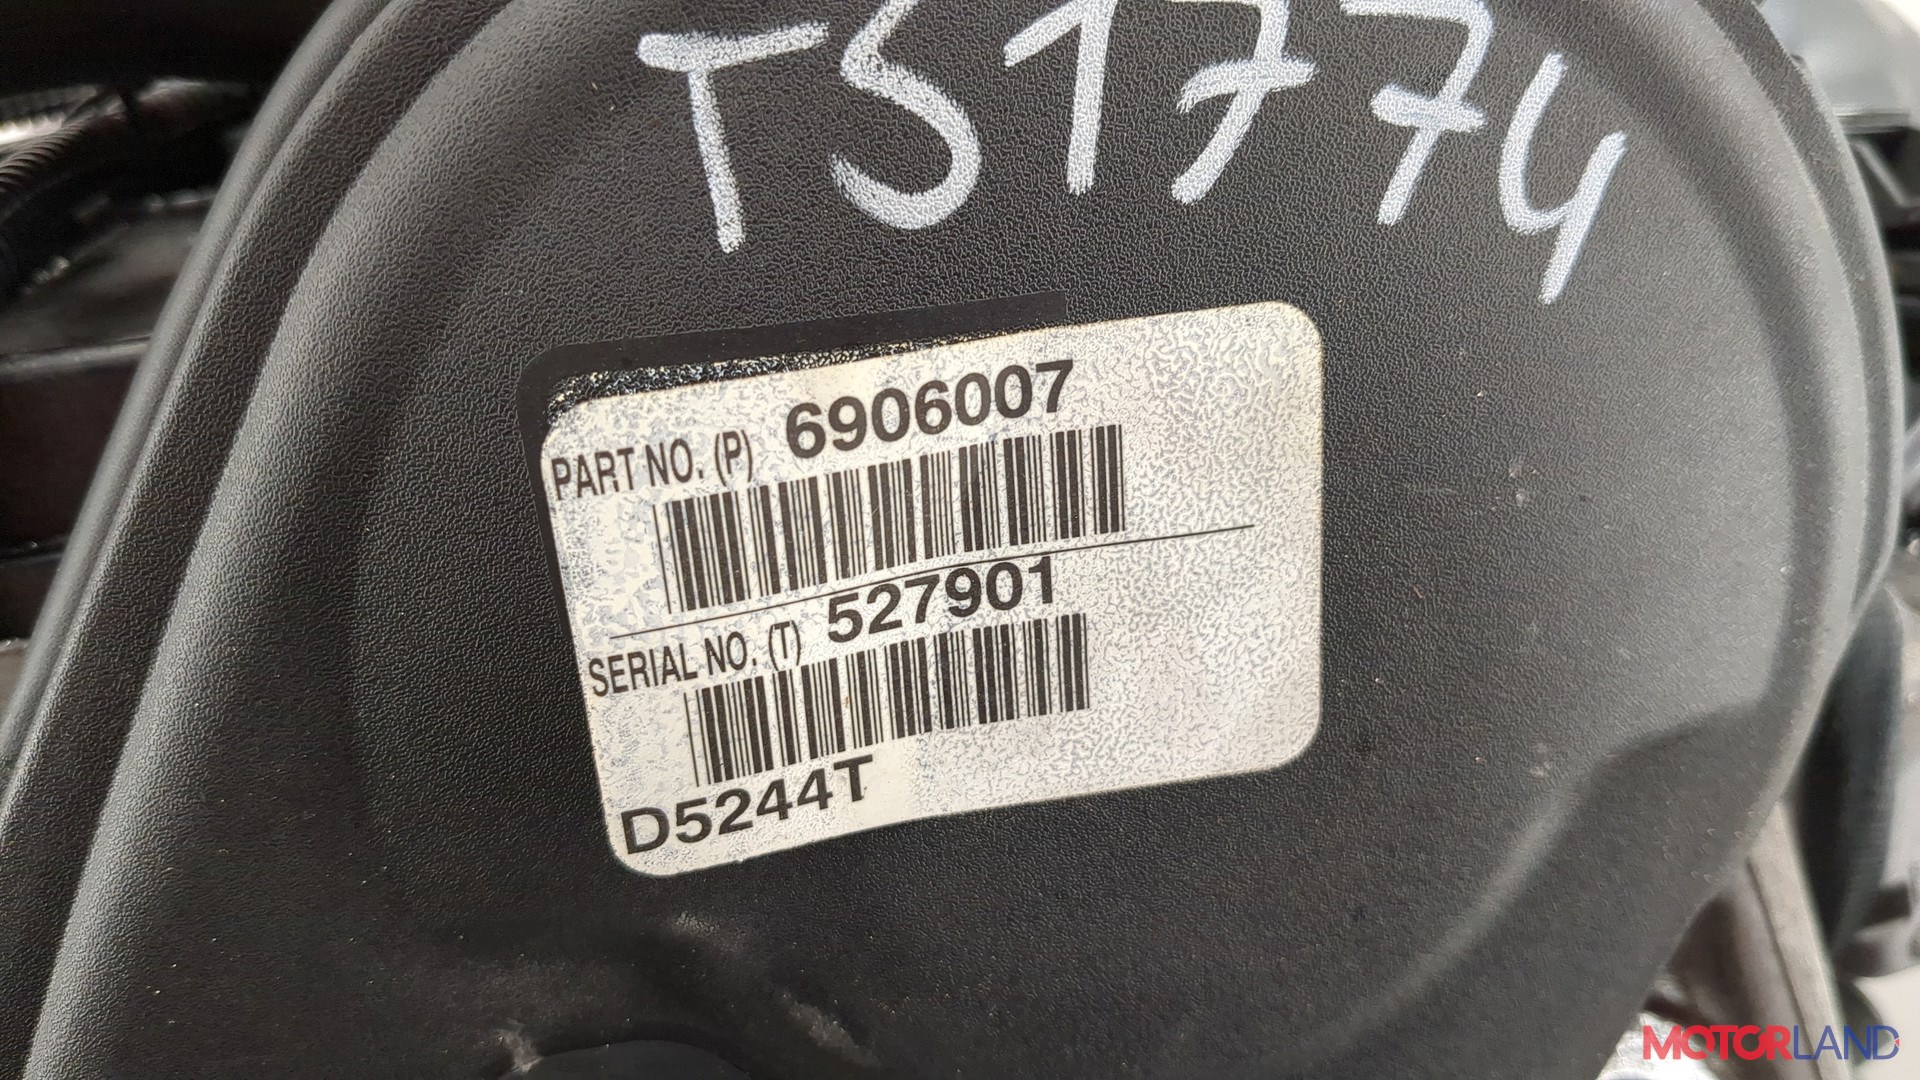 TS1774
PART NO. (P) 6906007
SERIAL NO. (T) 527901
D5244T
MOTORLAND